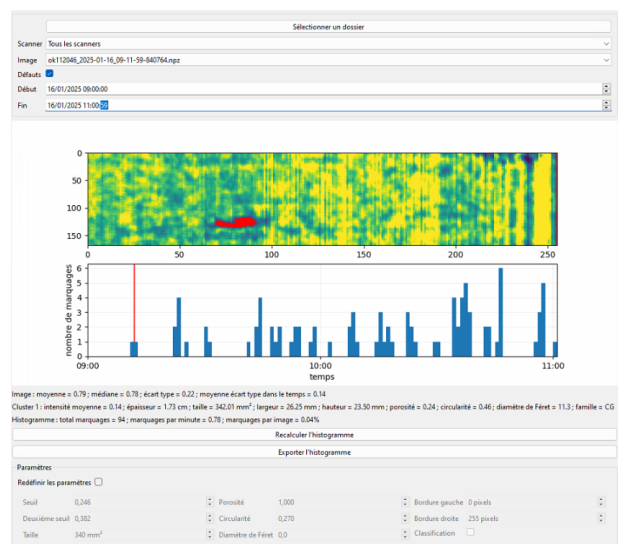 Sélectionner un dossier
Scanner Tous les scanners
Image ok112046_2025-01-16_09-11-59-840764.npz
Défauts
Début 16/01/2025 09:00:00
Fin 16/01/2025 11:00:59
0
50
100
150
0 50 100 150 200 250
6
5
4
3
2
1
0
nombre de marquages
09:00 10:00 11:00
temps
Image : moyenne = 0.79 ; médiane = 0.78 ; écart type = 0.22 ; moyenne écart type dans le temps = 0.14
Cluster 1 : intensité moyenne = 0.14 ; épaisseur = 1.73 cm ; taille = 342.01 mm² ; largeur = 26.25 mm ; hauteur = 23.50 mm ; porosité = 0.24 ; circularité = 0.46 ; diamètre de Féret = 11.3 ; famille = CG
Histogramme : total marquages = 94 ; marquages par minute = 0.78 ; marquages par image = 0.04%
Recalculer l'histogramme
Exporter l'histogramme
Paramètres
Redéfinir les paramètres
Seuil 0,246 Porosité 1,000 Bordure gauche 0 pixels
Deuxième seuil 0,382 Circularité 0,270 Bordure droite 255 pixels
Taille 340 mm² Diamètre de Féret 0,0 Classification